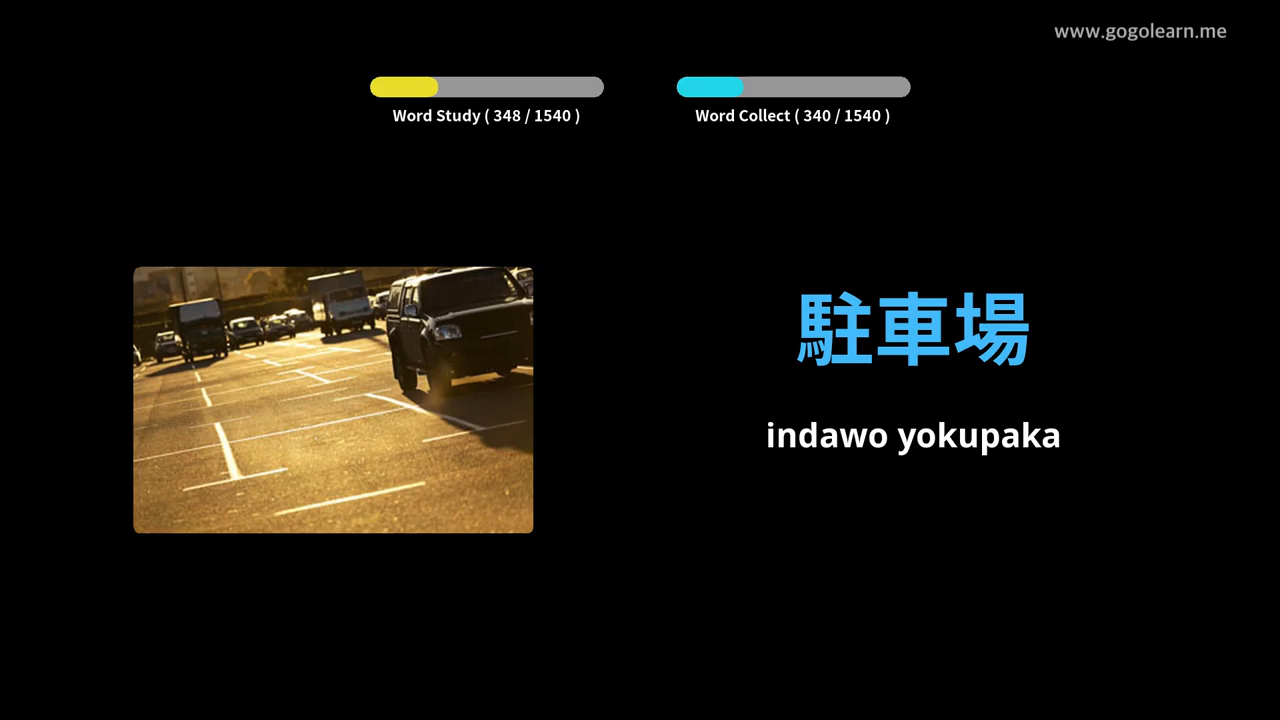 www.gogolearn.me
Word Study ( 348 / 1540 )
Word Collect ( 340 / 1540 )
駐車場
indawo yokupaka